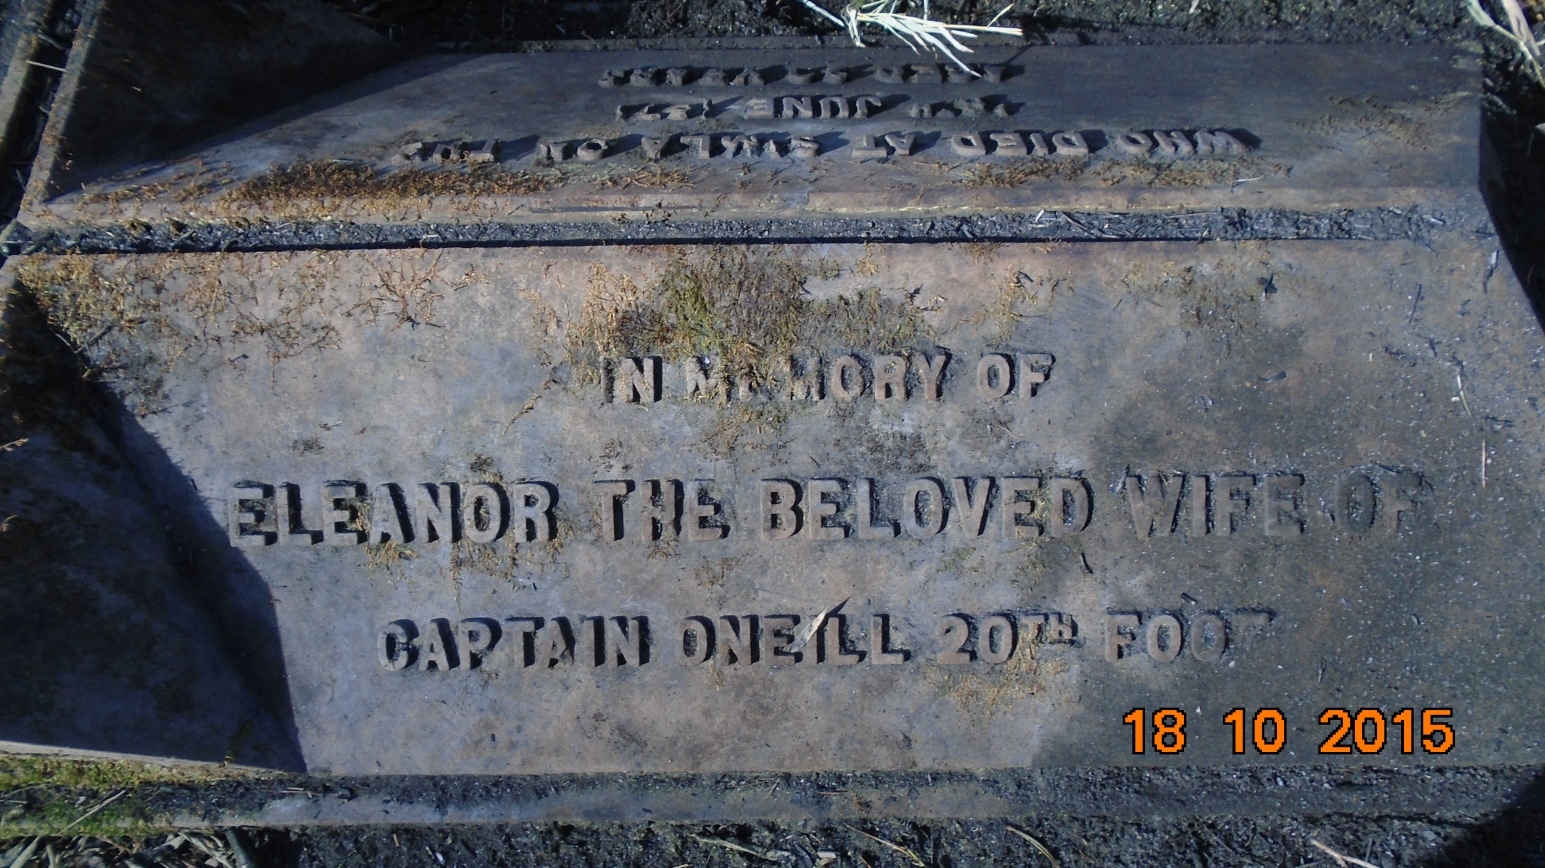 IN MEMORY OF
ELEANOR THE BELOVED WIFE OF
CAPTAIN ONEILL 20TH FOOT
WHO DIED AT SIMLA ON THE
JUNE
AGED YEARS
18 10 2015